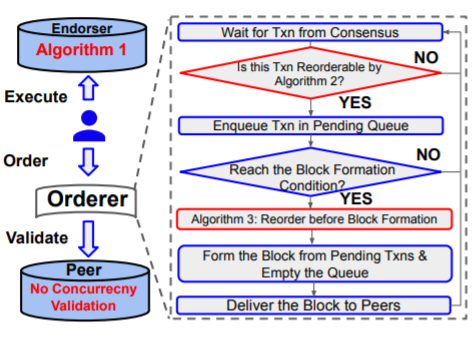 Endorser
Algorithm 1
Execute
Order
Orderer
Validate
Peer
No Concurrecny
Validation
Wait for Txn from Consensus
Is this Txn Reorderable by
Algorithm 2?
NO
YES
Enqueue Txn in Pending Queue
Reach the Block Formation
Condition?
NO
YES
Algorithm 3: Reorder before Block Formation
Form the Block from Pending Txns &
Empty the Queue
Deliver the Block to Peers